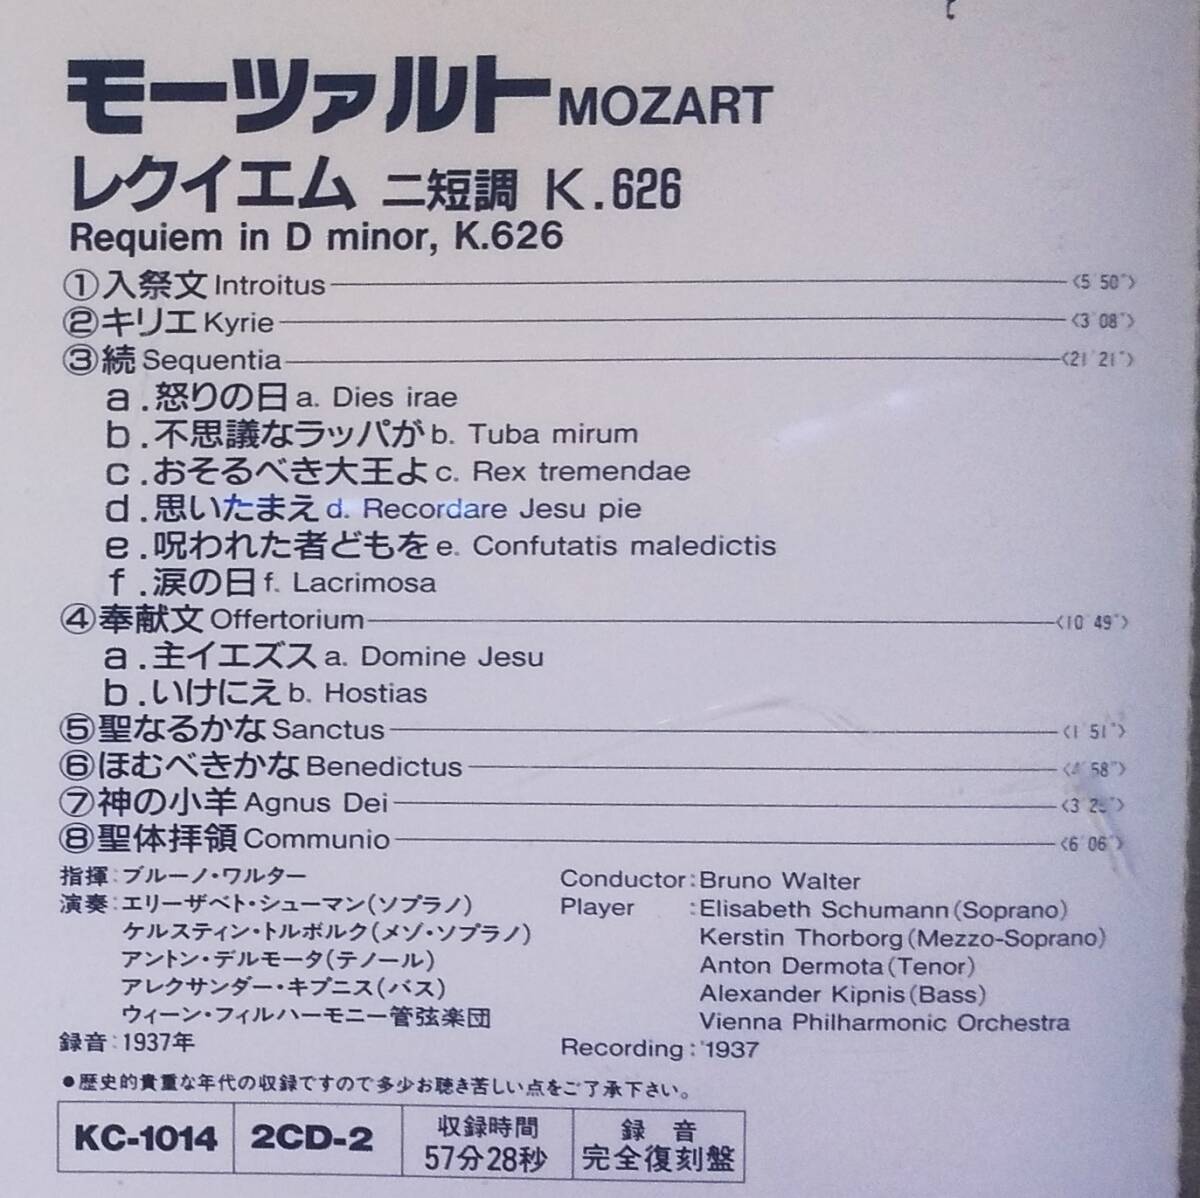 モーツァルト MOZART
レクイエム 二短調 K.626
Requiem in D minor, K.626
①入祭文 Introitus 〈5'50"〉
②キリエ Kyrie 〈3'08"〉
③続 Sequentia 〈21'21"〉
a.怒りの日 a. Dies irae
b.不思議なラッパが b. Tuba mirum
c.おそるべき大王よ c. Rex tremendae
d.思いたまえ d. Recordare Jesu pie
e.呪われた者どもを e. Confutatis maledictis
f.涙の日 f. Lacrimosa
④奉献文 Offertorium 〈10'49"〉
a.主イエズス a. Domine Jesu
b.いけにえ b. Hostias
⑤聖なるかな Sanctus 〈1'51"〉
⑥ほむべきかな Benedictus 〈4'58"〉
⑦神の小羊 Agnus Dei
⑧聖体拝領 Communio 〈6'06"〉
指揮:ブルーノ・ワルター
演奏:エリーザベト・シューマン(ソプラノ)
ケルスティン・トルボルク(メゾ・ソプラノ)
アントン・デルモータ(テノール)
アレクサンダー・キプニス(バス)
ウィーン・フィルハーモニー管弦楽団
録音:1937年
Conductor:Bruno Walter
Player :Elisabeth Schumann(Soprano)
Kerstin Thorborg(Mezzo-Soprano)
Anton Dermota(Tenor)
Alexander Kipnis(Bass)
Vienna Philharmonic Orchestra
Recording:'1937
●歴史的貴重な年代の収録ですので多少お聴き苦しい点をご了承下さい。
KC-1014
2CD-2
収録時間
57分28秒
録音
完全復刻盤